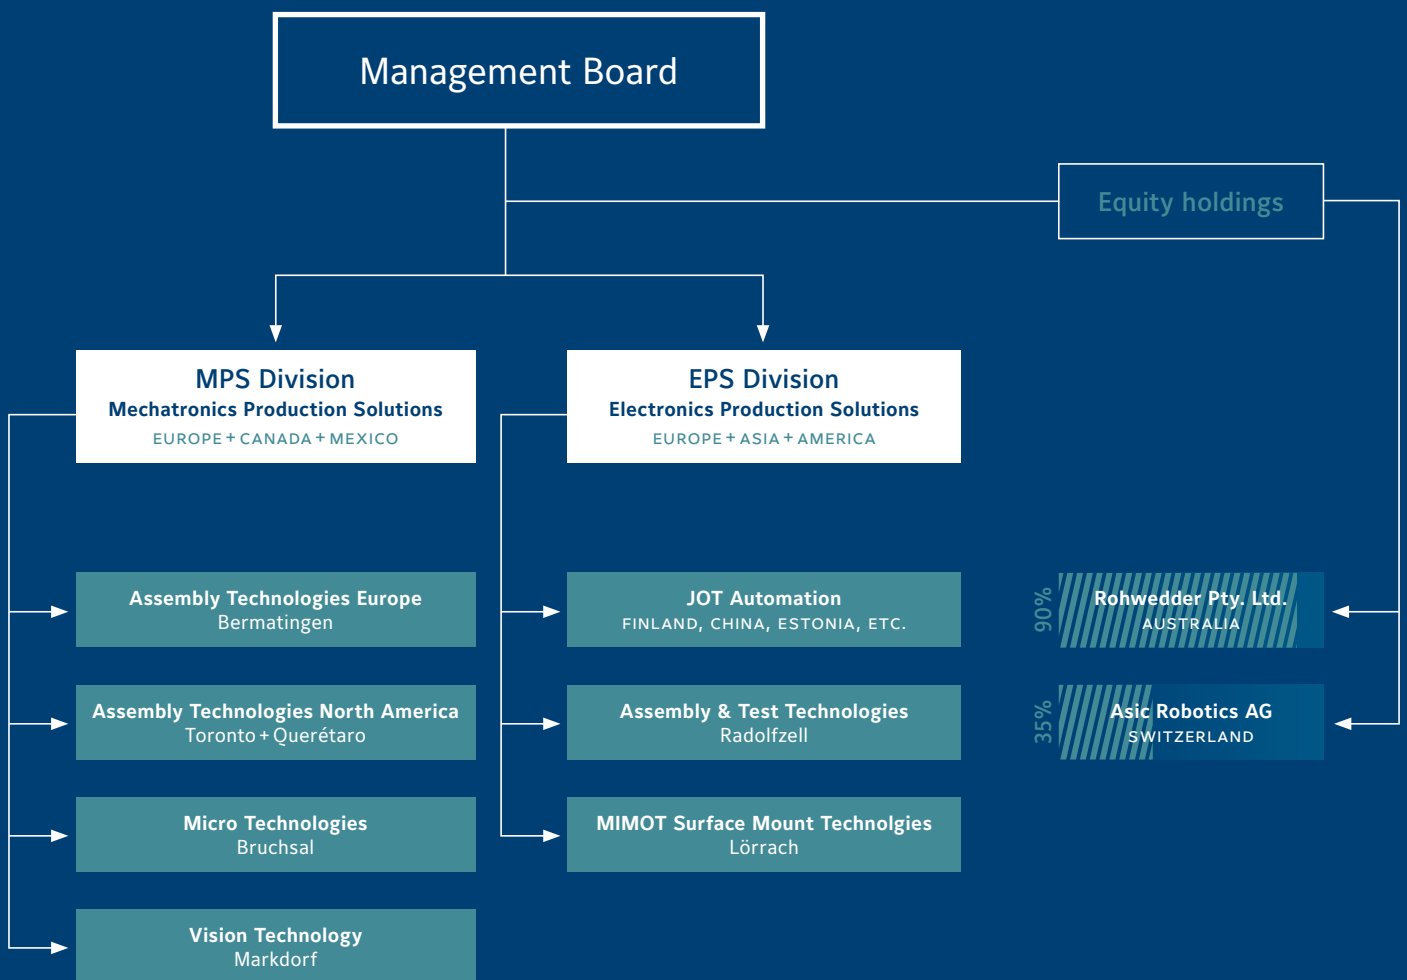 Management Board
Equity holdings
MPS Division
Mechatronics Production Solutions
EUROPE + CANADA + MEXICO
EPS Division
Electronics Production Solutions
EUROPE + ASIA + AMERICA
Assembly Technologies Europe
Bermatingen
JOT Automation
FINLAND, CHINA, ESTONIA, ETC.
90%
Rohwedder Pty. Ltd.
AUSTRALIA
Assembly Technologies North America
Toronto + Querétaro
Assembly & Test Technologies
Radolfzell
35%
Asic Robotics AG
SWITZERLAND
Micro Technologies
Bruchsal
MIMOT Surface Mount Technolgies
Lörrach
Vision Technology
Markdorf